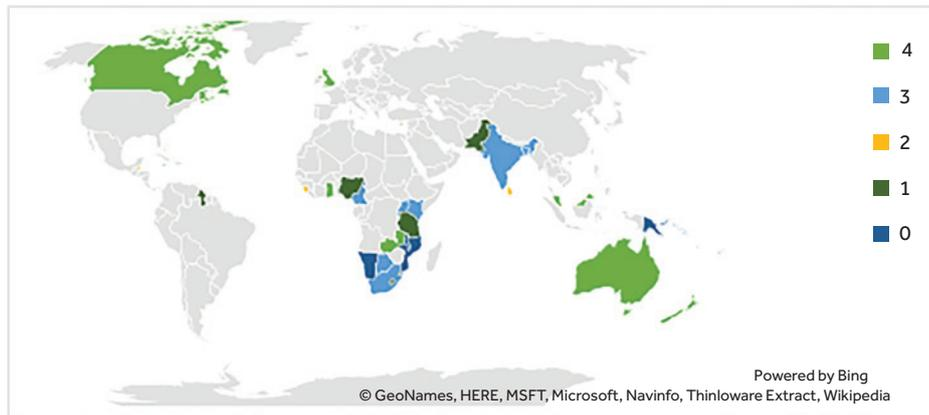 4
3
2
1
0
Powered by Bing
© GeoNames, HERE, MSFT, Microsoft, Navinfo, Thinloware Extract, Wikipedia